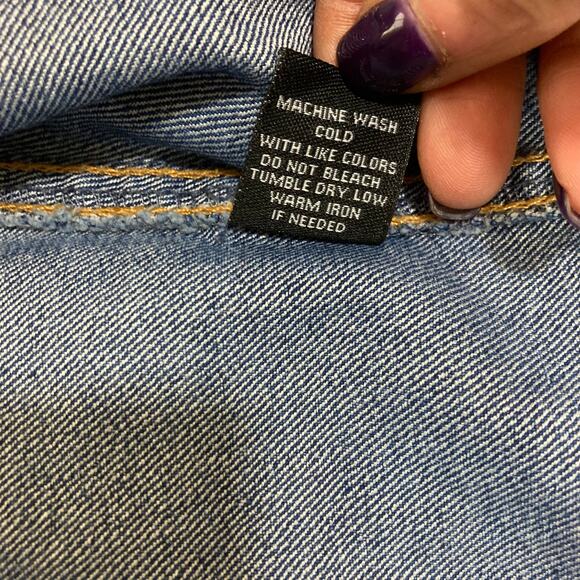 MACHINE WASH
COLD
WITH LIKE COLORS
DO NOT BLEACH
TUMBLE DRY LOW
WARM IRON
IF NEEDED